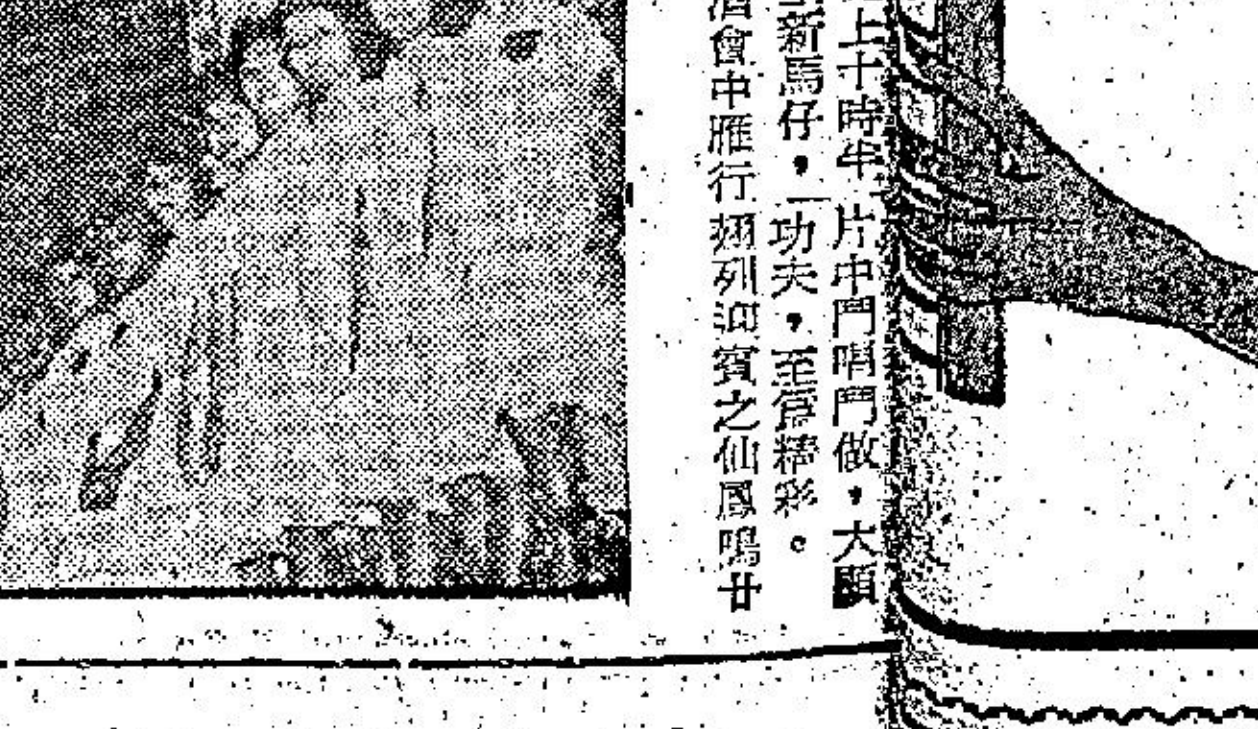 上十時半 片中鬥唱鬥做，大顯
新馬仔，一功夫，至爲精彩。
酒會中雁行翅列迎賓之仙鳳鳴廿